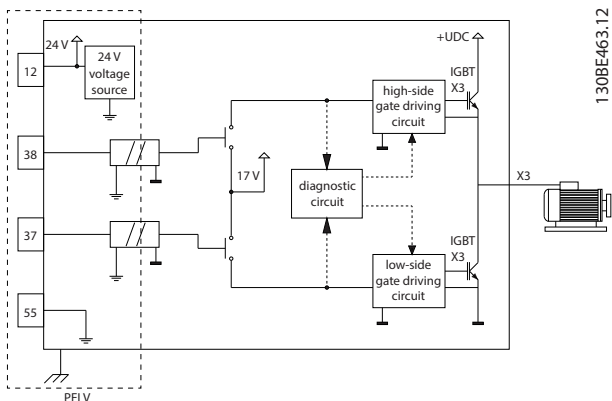 130BE463.12
24 V
12
24 V
voltage
source
+UDC
IGBT
X3
high-side
gate driving
circuit
38
17 V
diagnostic
circuit
X3
37
IGBT
X3
low-side
gate driving
circuit
55
PELV